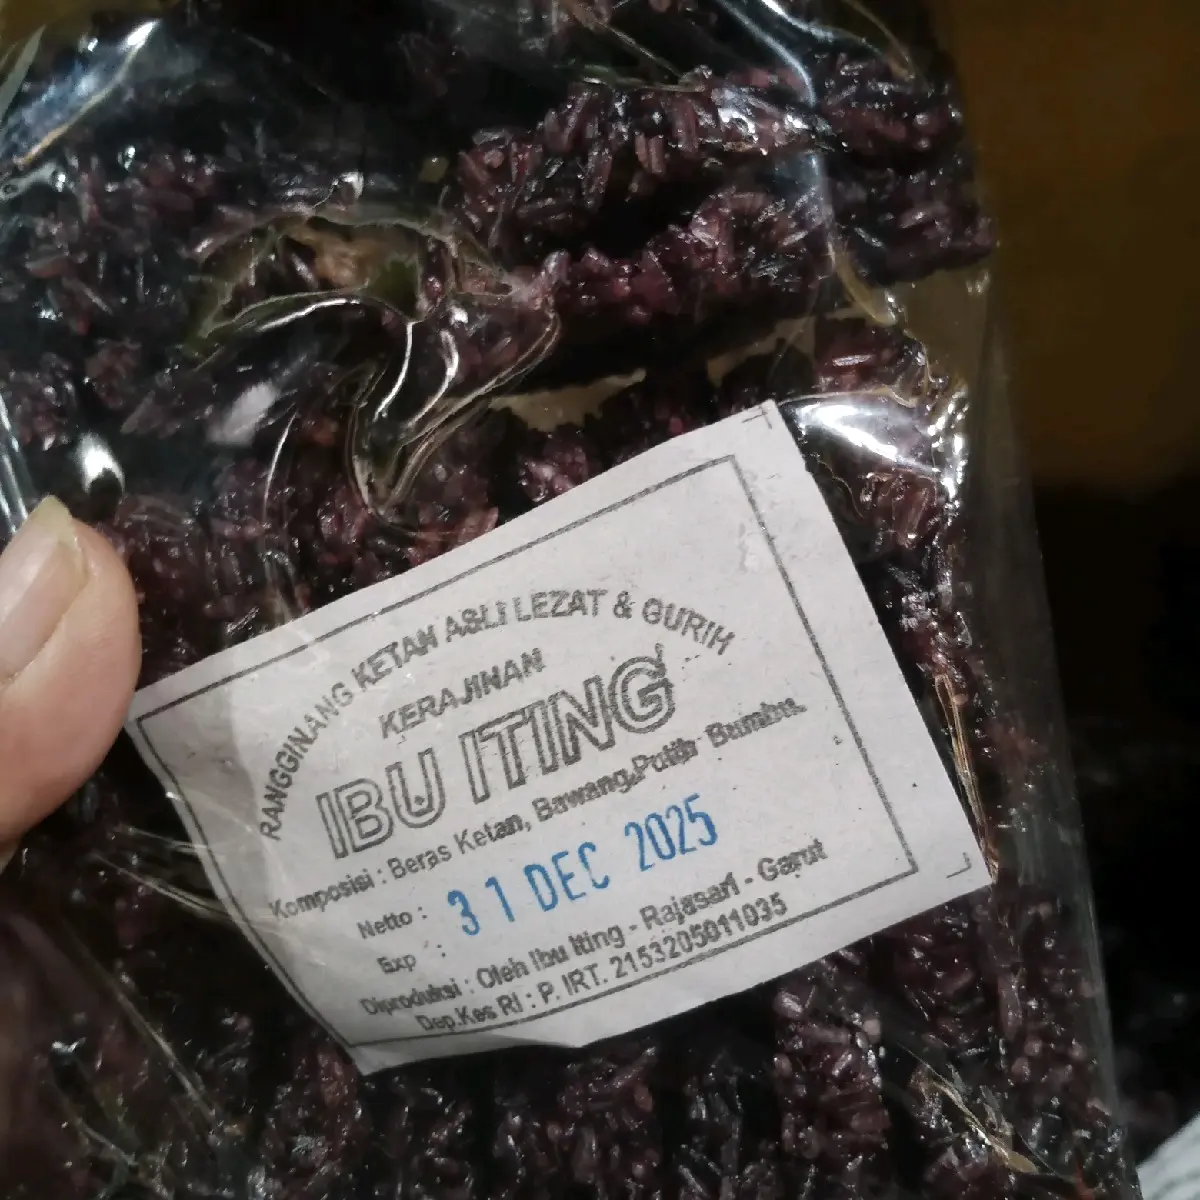 RANGGINANG KETAN ASLI LEZAT & GURIH
KERAJINAN
IBU ITING
Komposisi : Beras Ketan, Bawang Putih Bumbu.
Netto :
31 DEC 2025
Exp :
Diproduksi : Oleh Ibu Iting - Rajasari - Garut
Dep.Kes RI : P. IRT. 2153205011035